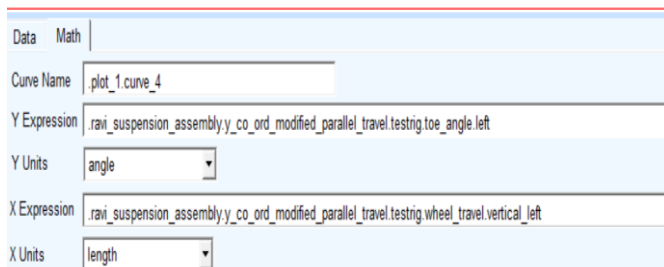 Data Math
Curve Name .plot_1.curve_4
Y Expression .ravi_suspension_assembly.y_co_ord_modified_parallel_travel.testrig.toe_angle.left
Y Units angle
X Expression .ravi_suspension_assembly.y_co_ord_modified_parallel_travel.testrig.wheel_travel.vertical_left
X Units length